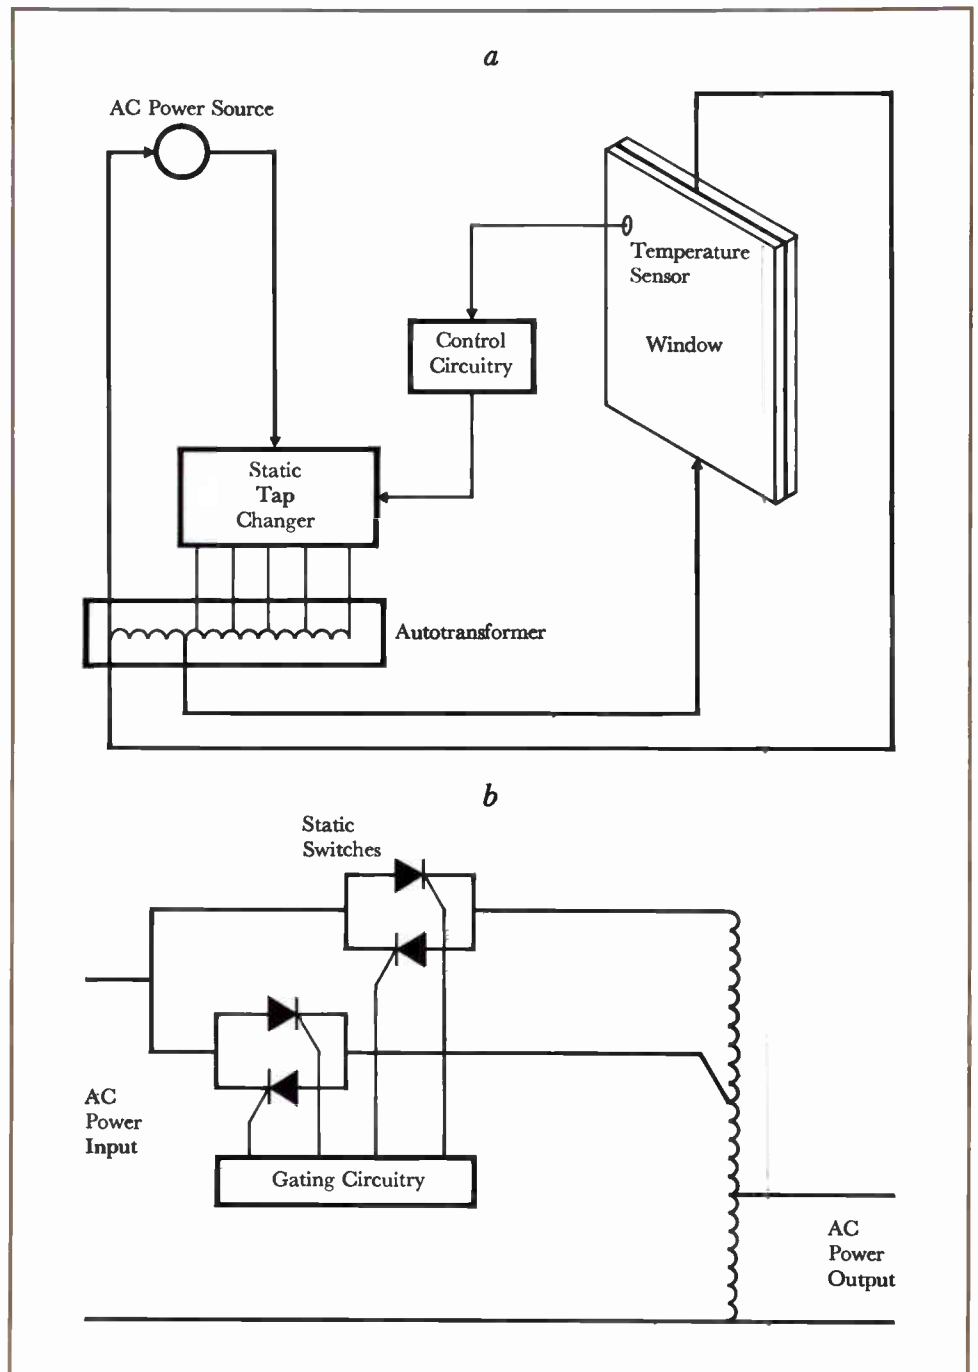 a
AC Power Source
Temperature
Sensor
Window
Control
Circuitry
Static
Tap
Changer
Autotransformer
b
Static
Switches
AC
Power
Input
Gating Circuitry
AC
Power
Output